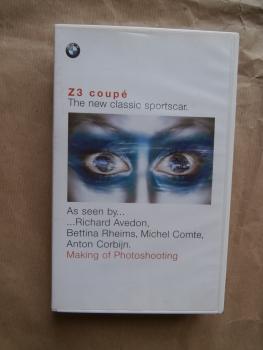 BMW
Z3 coupé
The new classic sportscar.
As seen by...
...Richard Avedon,
Bettina Rheims, Michel Comte,
Anton Corbijn.
Making of Photoshooting